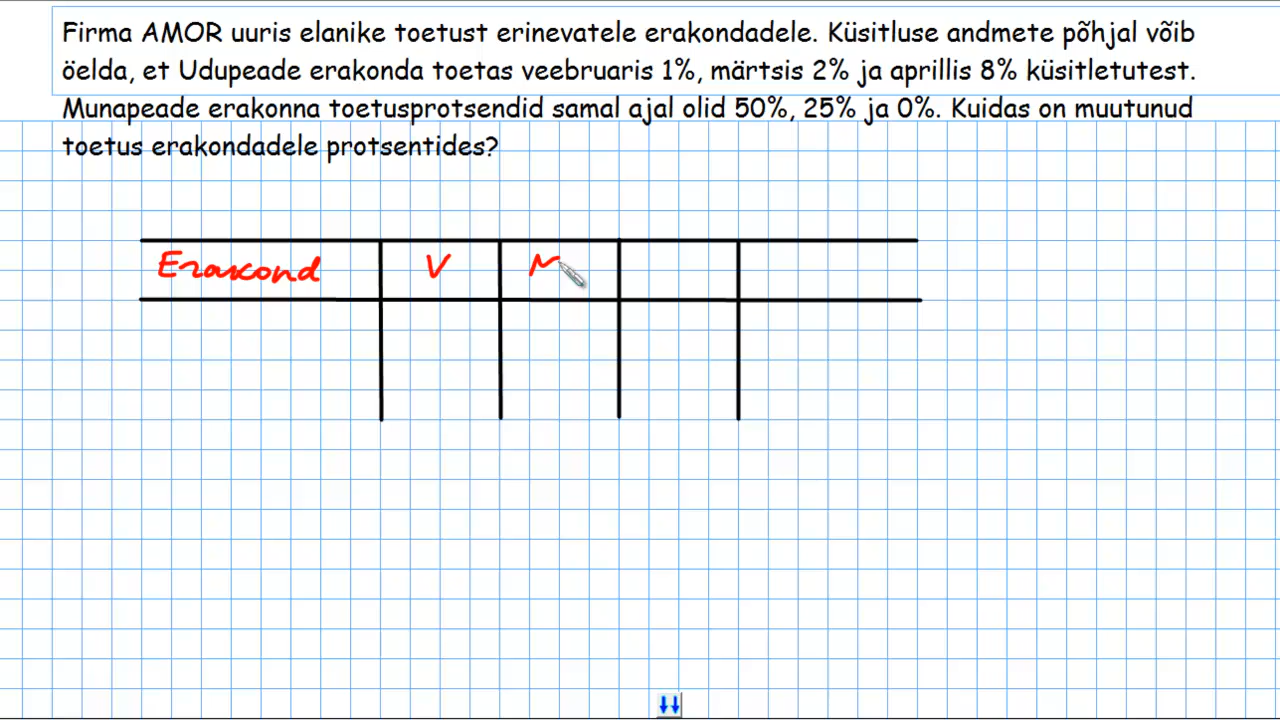 Firma AMOR uuris elanike toetust erinevatele erakondadele. Küsitluse andmete põhjal võib
öelda, et Udupeade erakonda toetas veebruaris 1%, märtsis 2% ja aprillis 8% küsitletutest.
Munapeade erakonna toetusprotsendid samal ajal olid 50%, 25% ja 0%. Kuidas on muutunud
toetus erakondadele protsentides?
Erakond V M